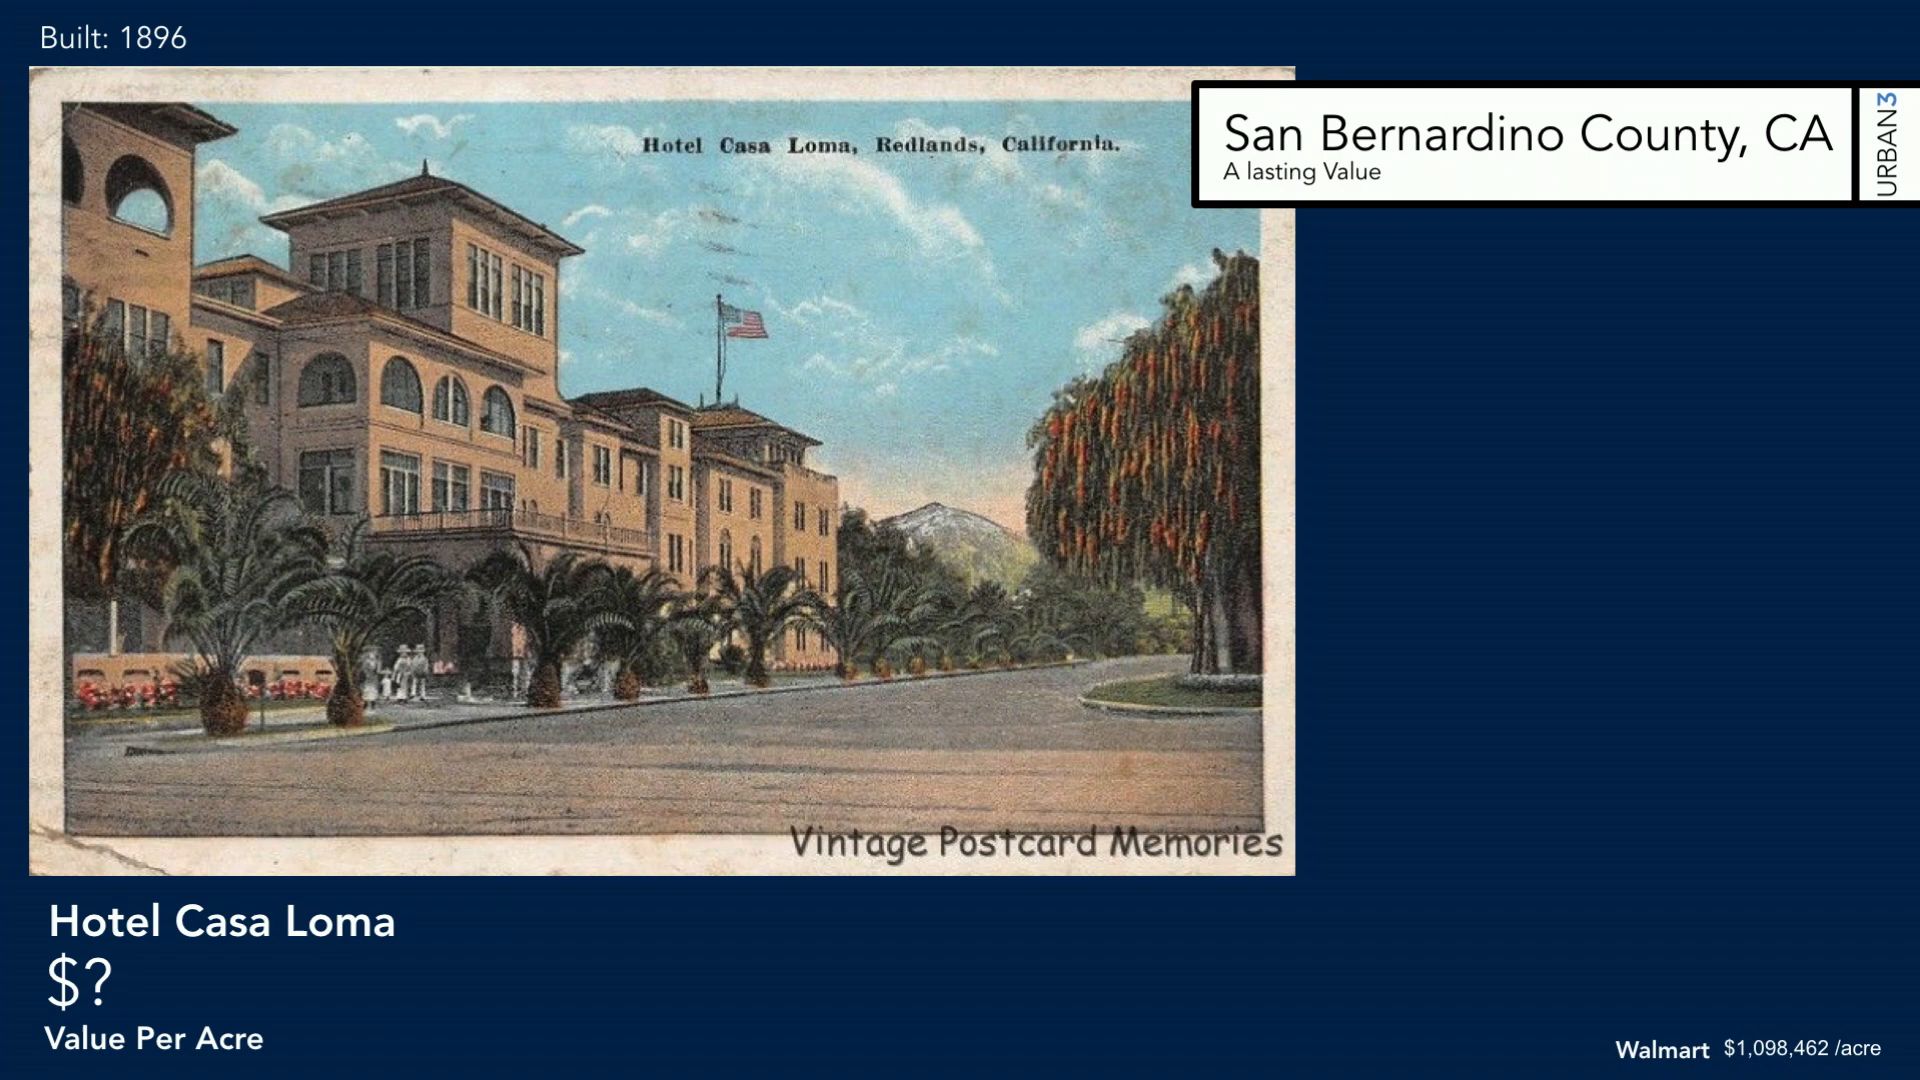 Built: 1896
Hotel Casa Loma, Redlands, California.
San Bernardino County, CA
A lasting Value
URBAN3
Vintage Postcard Memories
Hotel Casa Loma
$?
Value Per Acre
Walmart $1,098,462 /acre